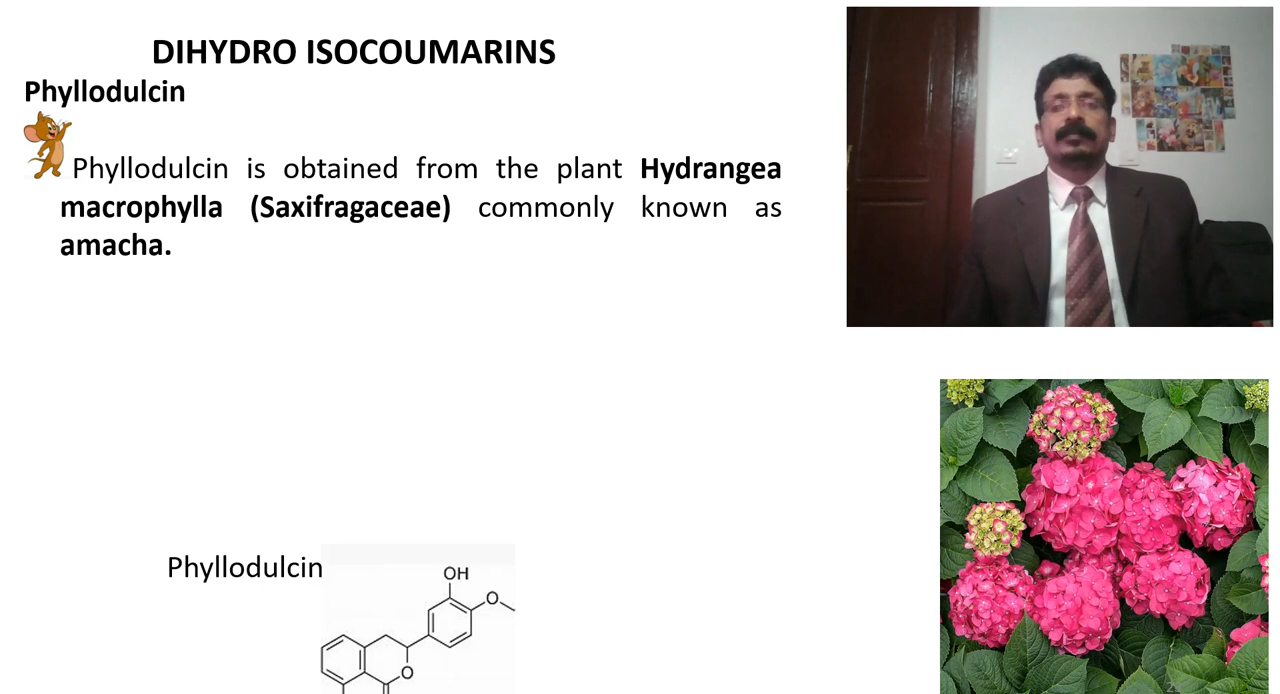 DIHYDRO ISOCOUMARINS
Phyllodulcin
Phyllodulcin is obtained from the plant Hydrangea
macrophylla (Saxifragaceae) commonly known as
amacha.
Phyllodulcin
OH
O
O